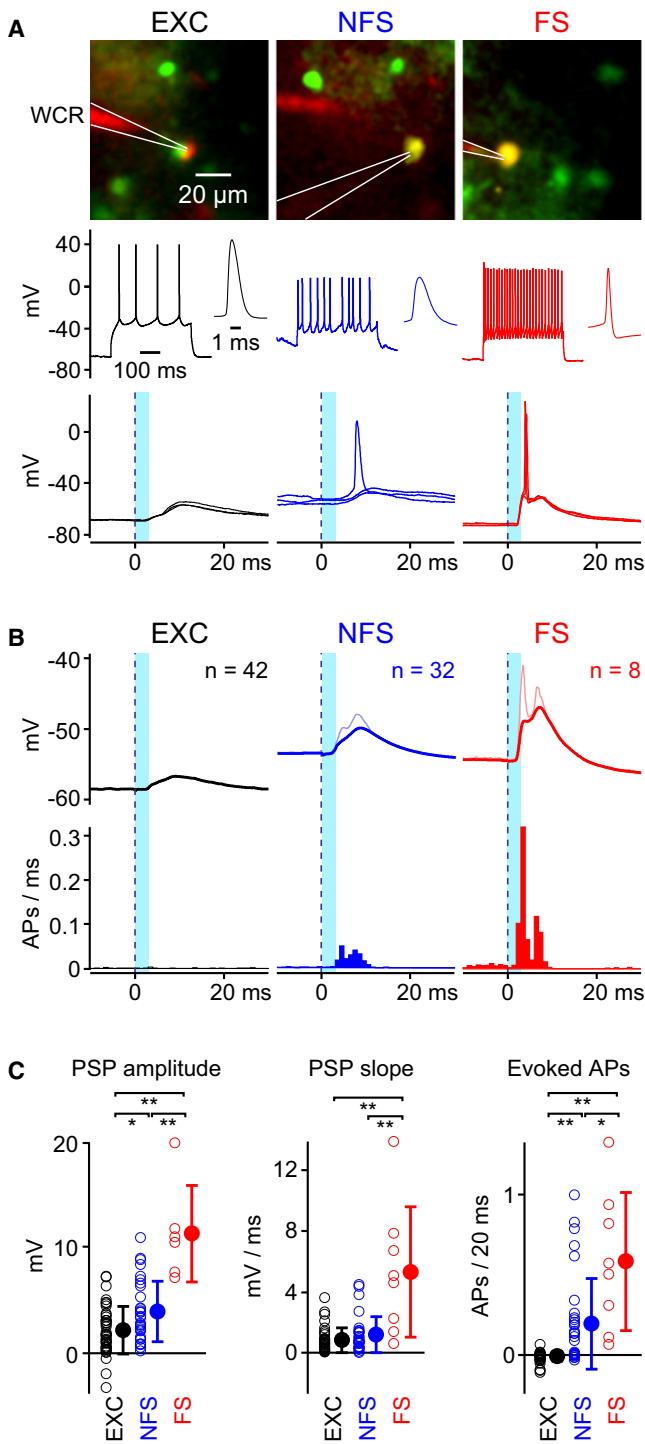 A
EXC NFS FS
WCR
20 µm
40
0
-40
-80
mV
1 ms
100 ms
0
-40
-80
mV
0 20 ms 0 20 ms 0 20 ms
B
EXC NFS FS
n = 42 n = 32 n = 8
-40
-50
-60
mV
0.3
0.2
0.1
0
APs / ms
0 20 ms 0 20 ms 0 20 ms
C
PSP amplitude PSP slope Evoked APs
** ** **
* ** ** ** *
20
10
0
mV
12
8
4
0
mV / ms
1
0
APs / 20 ms
EXC NFS FS EXC NFS FS EXC NFS FS